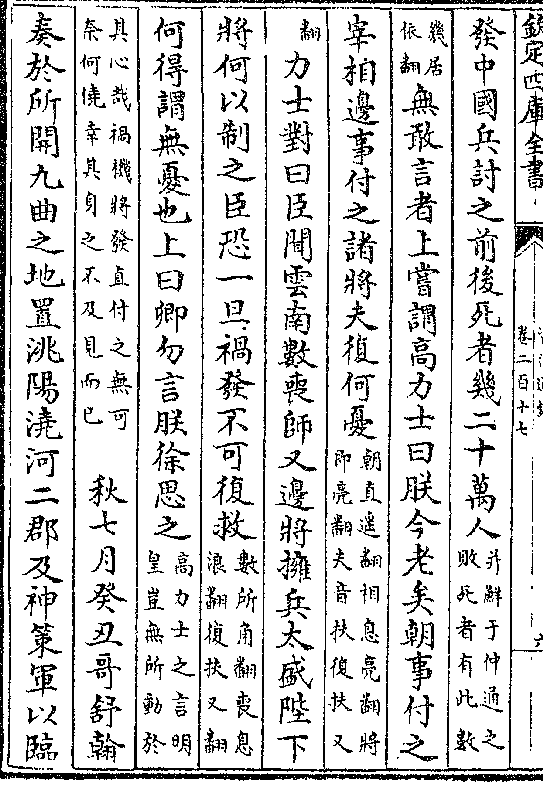 欽定四庫全書
卷二百十七
六
發中國兵討之前後死者幾二十萬人并鮮于仲通之敗死者有此數
幾居依翻無敢言者上嘗謂高力士曰朕今老矣朝事付之
宰相邊事付之諸將夫復何憂朝直遥翻相息亮翻將即亮翻夫音扶復扶又
翻力士對曰臣聞雲南數喪師又邊將擁兵太盛陛下
將何以制之臣恐一旦禍發不可復救數所角翻喪息浪翻復扶又翻
何得謂無憂也上曰卿勿言朕徐思之高力士之言明皇豈無所動於
其心哉禍機將發直付之無可奈何僥幸其身之不及見而已 秋七月癸丑哥舒翰
奏於所開九曲之地置洮陽澆河二郡及神策軍以臨